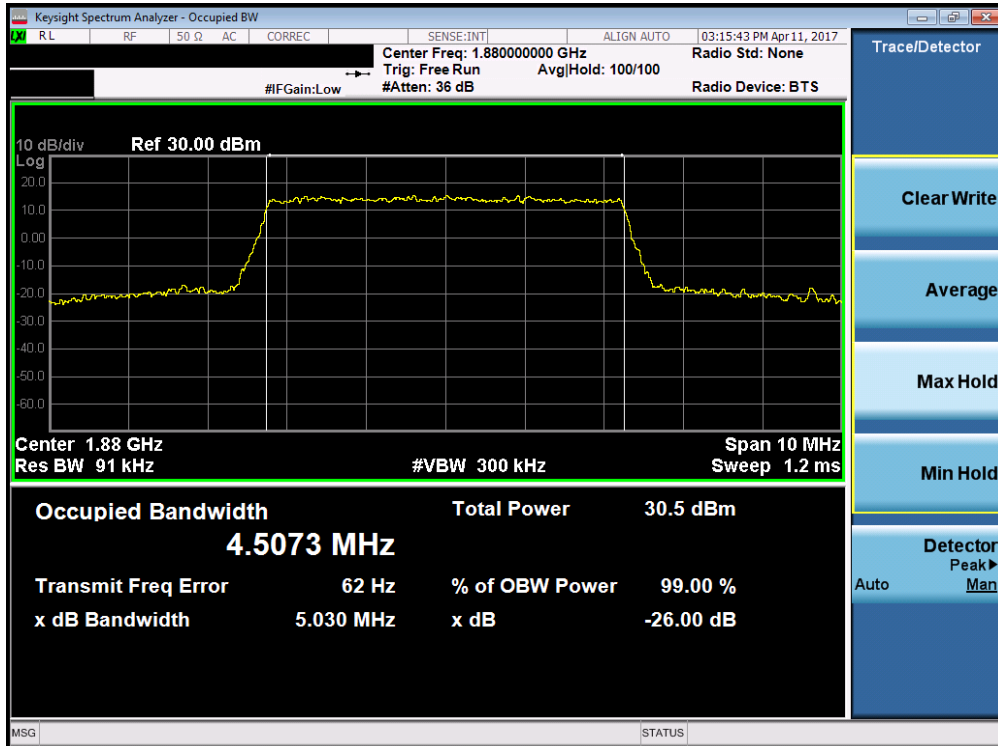 Keysight Spectrum Analyzer - Occupied BW
LXI RL RF 50 Ω AC CORREC SENSE:INT ALIGN AUTO 03:15:43 PM Apr 11, 2017
Center Freq: 1.880000000 GHz Radio Std: None
Trig: Free Run Avg|Hold: 100/100
#IFGain:Low #Atten: 36 dB Radio Device: BTS
10 dB/div Ref 30.00 dBm
Log
20.0
10.0
0.00
-10.0
-20.0
-30.0
-40.0
-50.0
-60.0
Center 1.88 GHz Span 10 MHz
Res BW 91 kHz #VBW 300 kHz Sweep 1.2 ms
Occupied Bandwidth Total Power 30.5 dBm
4.5073 MHz
Transmit Freq Error 62 Hz % of OBW Power 99.00 %
x dB Bandwidth 5.030 MHz x dB -26.00 dB
MSG STATUS
Trace/Detector
Clear Write
Average
Max Hold
Min Hold
Detector
Peak▶
Auto Man